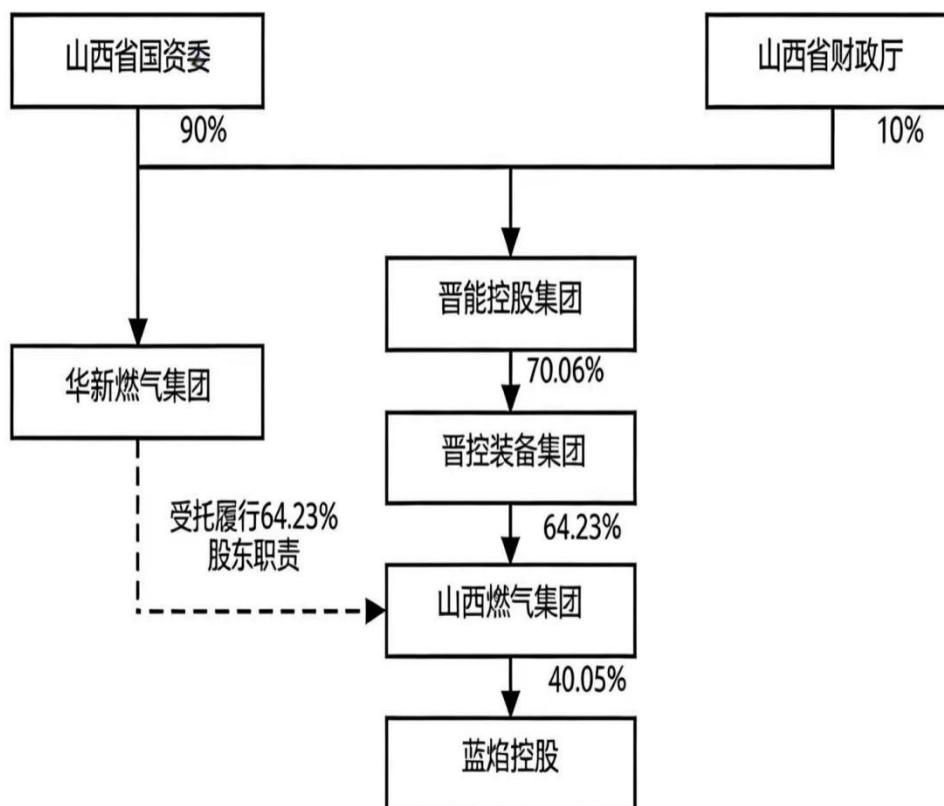 山西省国资委
山西省财政厅
90%
10%
晋能控股集团
70.06%
华新燃气集团
晋控装备集团
受托履行64.23%
股东职责
64.23%
山西燃气集团
40.05%
蓝焰控股